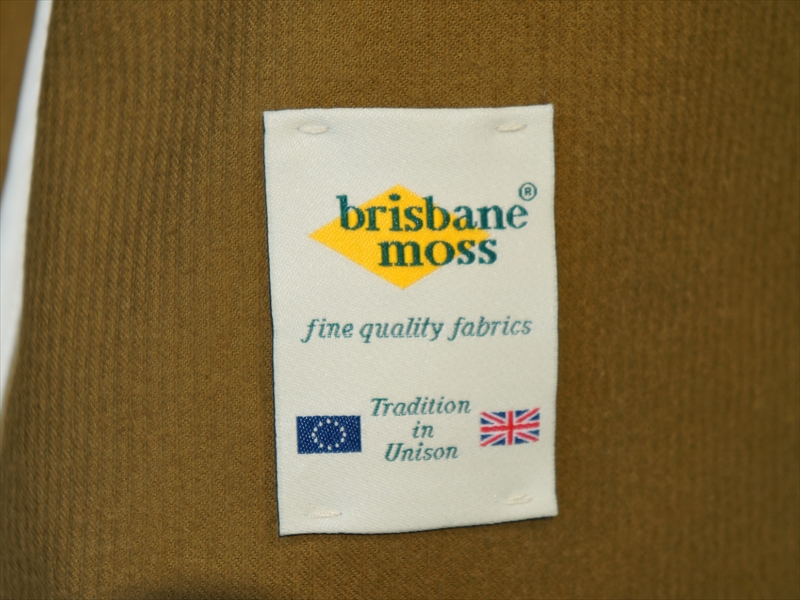 brisbane®
moss
fine quality fabrics
Tradition
in
Unison